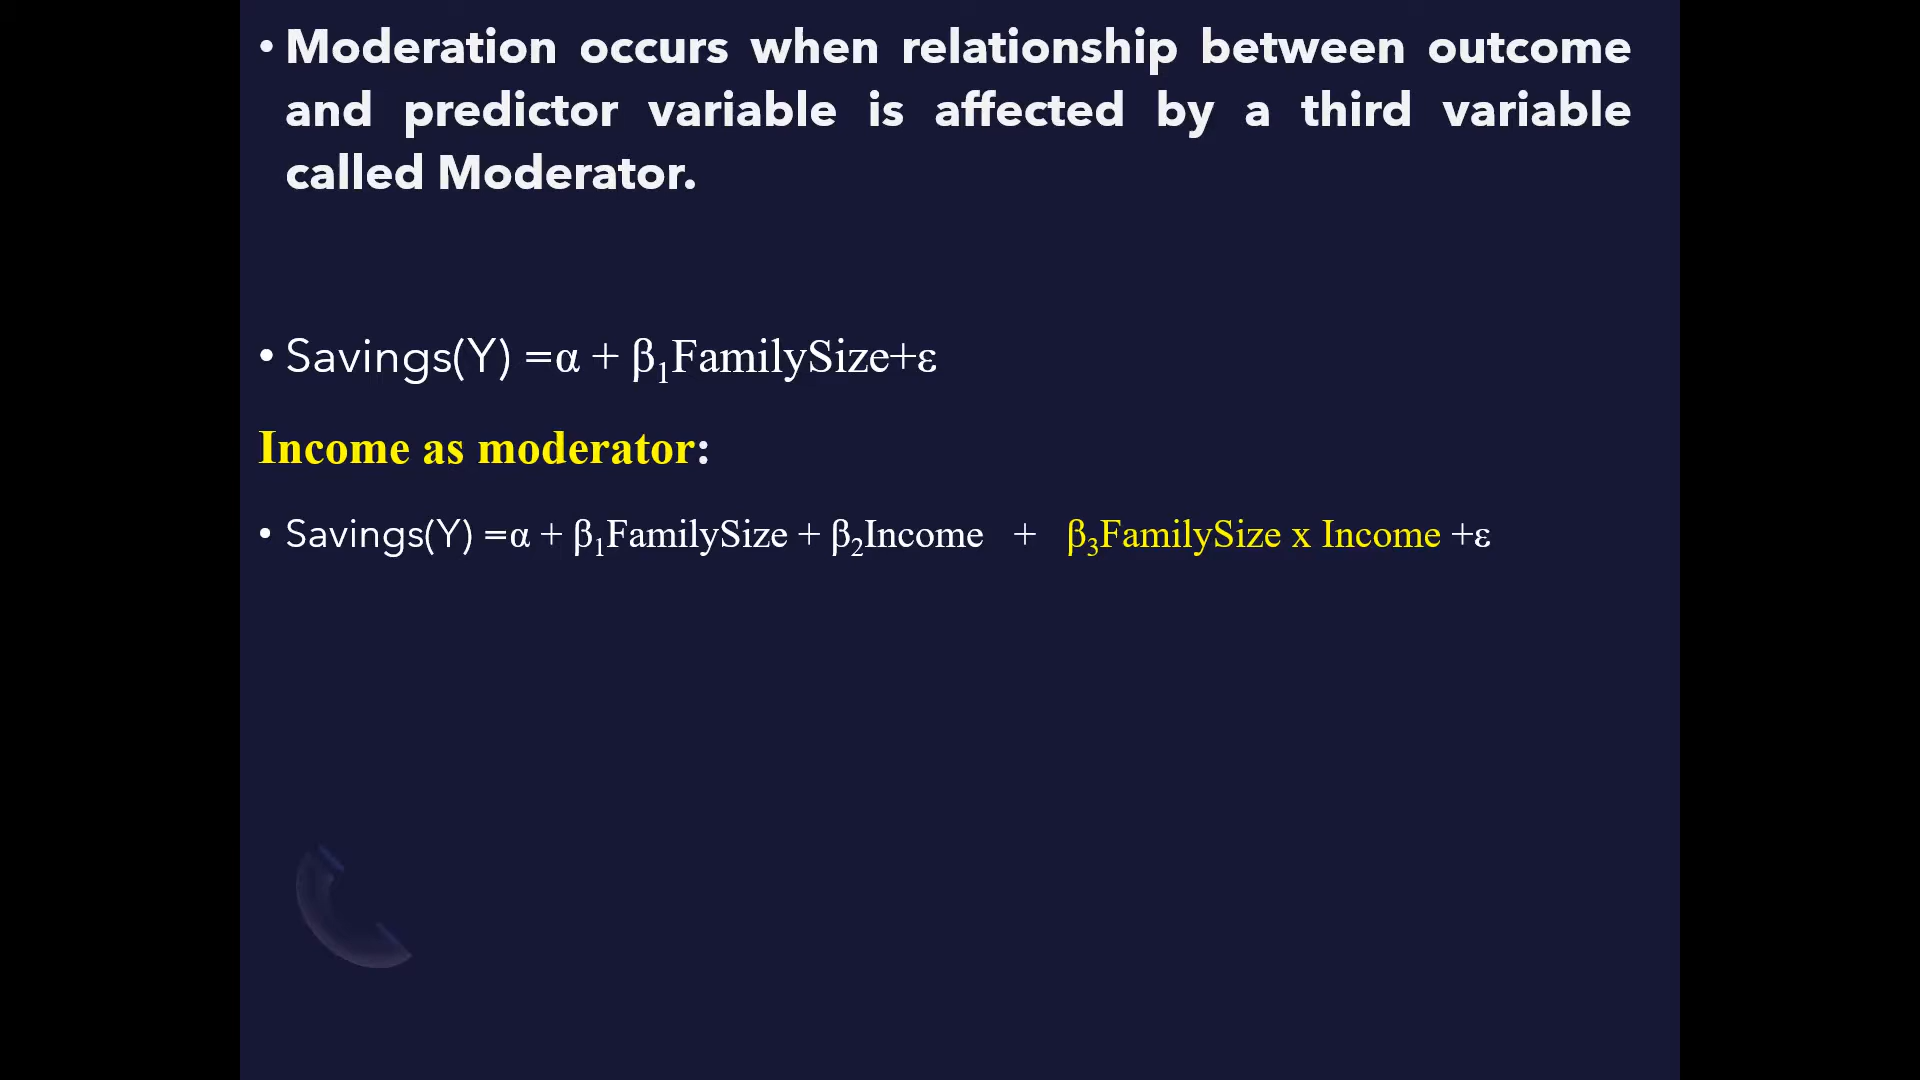 • Moderation occurs when relationship between outcome
and predictor variable is affected by a third variable
called Moderator.
• Savings(Y) =α + β₁FamilySize+ε
Income as moderator:
• Savings(Y) =α + β₁FamilySize + β₂Income + β₃FamilySize x Income +ε